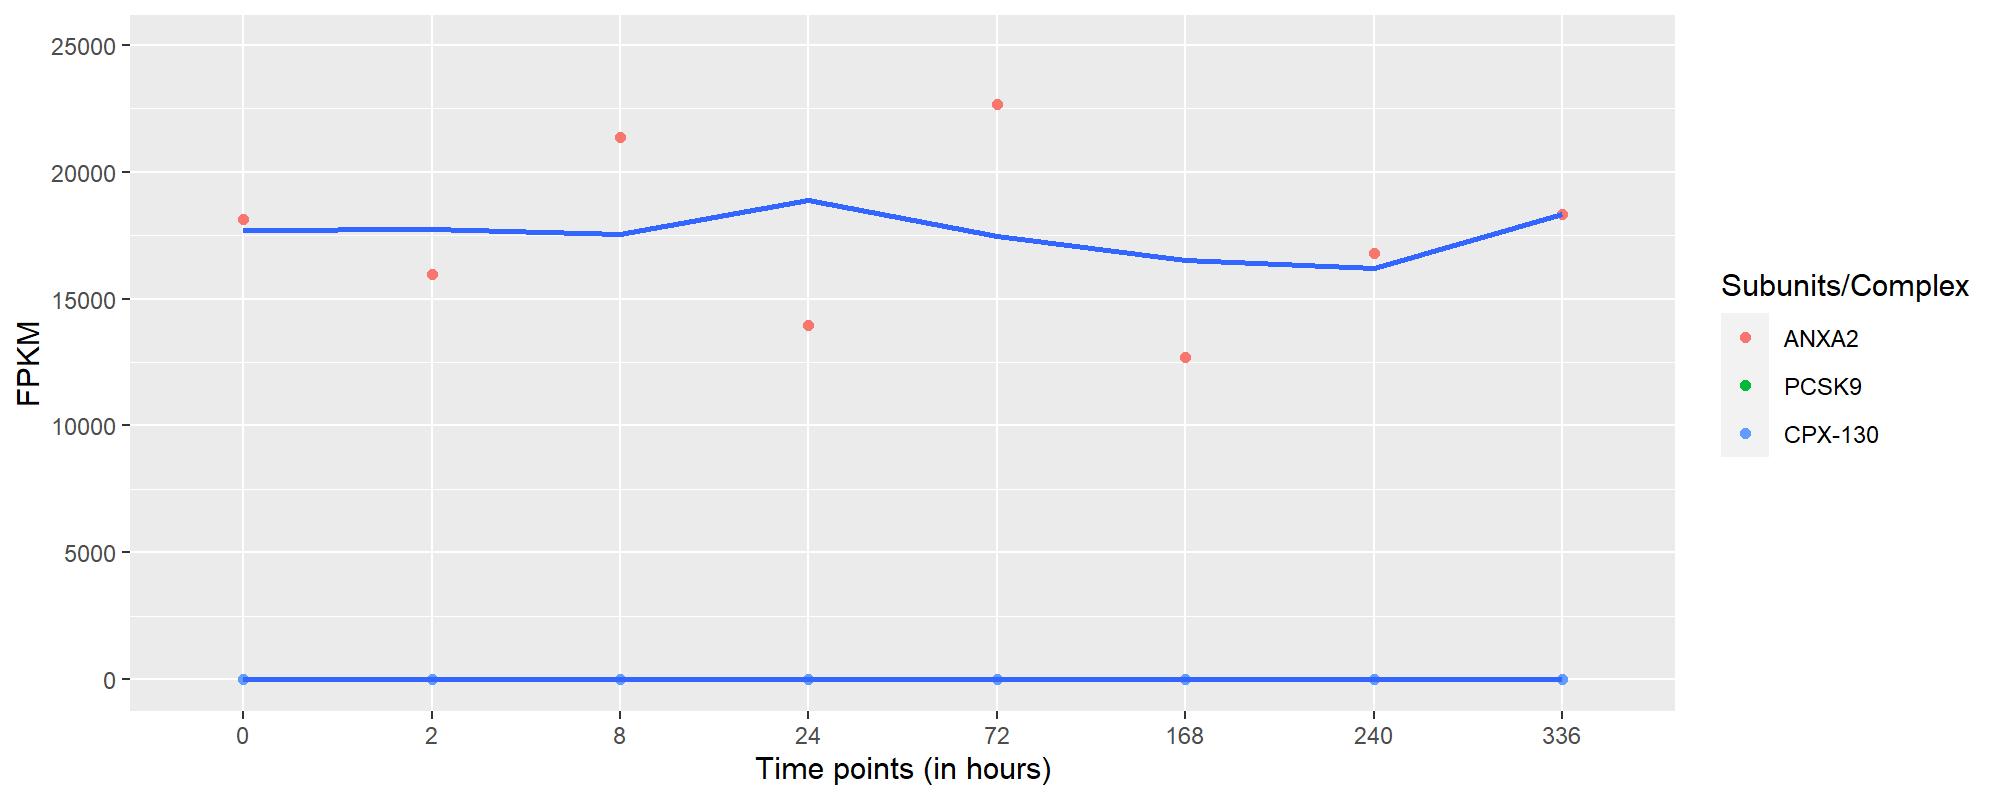 25000
20000
15000
10000
5000
0
FPKM
0 2 8 24 72 168 240 336
Time points (in hours)
Subunits/Complex
ANXA2
PCSK9
CPX-130